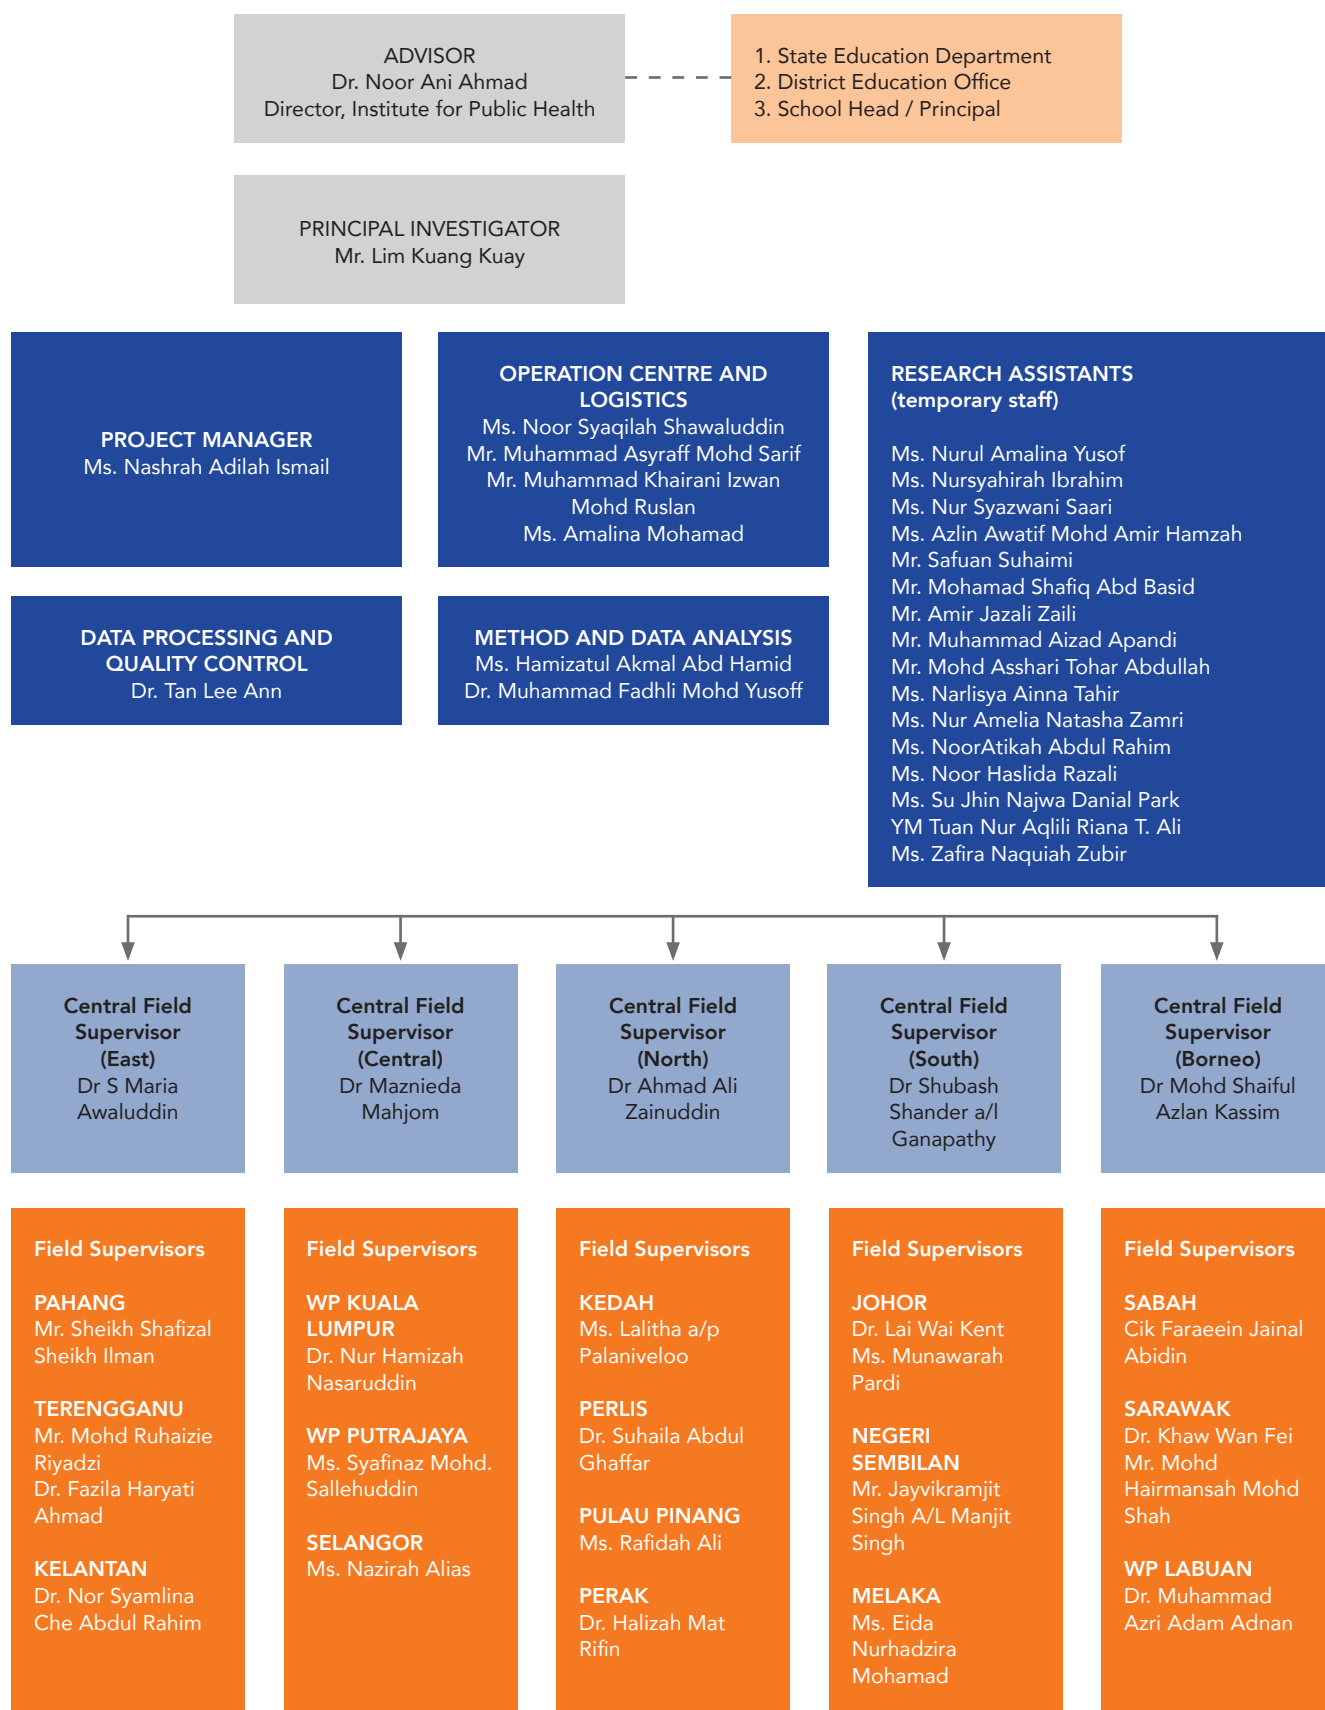 ADVISOR
Dr. Noor Ani Ahmad
Director, Institute for Public Health
1. State Education Department
2. District Education Office
3. School Head / Principal
PRINCIPAL INVESTIGATOR
Mr. Lim Kuang Kuay
PROJECT MANAGER
Ms. Nashrah Adilah Ismail
OPERATION CENTRE AND
LOGISTICS
Ms. Noor Syaqilah Shawaluddin
Mr. Muhammad Asyraff Mohd Sarif
Mr. Muhammad Khairani Izwan
Mohd Ruslan
Ms. Amalina Mohamad
RESEARCH ASSISTANTS
(temporary staff)
Ms. Nurul Amalina Yusof
Ms. Nursyahirah Ibrahim
Ms. Nur Syazwani Saari
Ms. Azlin Awatif Mohd Amir Hamzah
Mr. Safuan Suhaimi
Mr. Mohamad Shafiq Abd Basid
Mr. Amir Jazali Zaili
Mr. Muhammad Aizad Apandi
Mr. Mohd Asshari Tohar Abdullah
Ms. Narlisya Ainna Tahir
Ms. Nur Amelia Natasha Zamri
Ms. NoorAtikah Abdul Rahim
Ms. Noor Haslida Razali
Ms. Su Jhin Najwa Danial Park
YM Tuan Nur Aqlili Riana T. Ali
Ms. Zafira Naquiah Zubir
DATA PROCESSING AND
QUALITY CONTROL
Dr. Tan Lee Ann
METHOD AND DATA ANALYSIS
Ms. Hamizatul Akmal Abd Hamid
Dr. Muhammad Fadhli Mohd Yusoff
Central Field
Supervisor
(East)
Dr S Maria
Awaluddin
Central Field
Supervisor
(Central)
Dr Maznieda
Mahjom
Central Field
Supervisor
(North)
Dr Ahmad Ali
Zainuddin
Central Field
Supervisor
(South)
Dr Shubash
Shander a/l
Ganapathy
Central Field
Supervisor
(Borneo)
Dr Mohd Shaiful
Azlan Kassim
Field Supervisors
PAHANG
Mr. Sheikh Shafizal
Sheikh Ilman
TERENGGANU
Mr. Mohd Ruhaizie
Riyadzi
Dr. Fazila Haryati
Ahmad
KELANTAN
Dr. Nor Syamlina
Che Abdul Rahim
Field Supervisors
WP KUALA
LUMPUR
Dr. Nur Hamizah
Nasaruddin
WP PUTRAJAYA
Ms. Syafinaz Mohd.
Sallehuddin
SELANGOR
Ms. Nazirah Alias
Field Supervisors
KEDAH
Ms. Lalitha a/p
Palaniveloo
PERLIS
Dr. Suhaila Abdul
Ghaffar
PULAU PINANG
Ms. Rafidah Ali
PERAK
Dr. Halizah Mat
Rifin
Field Supervisors
JOHOR
Dr. Lai Wai Kent
Ms. Munawarah
Pardi
NEGERI
SEMBILAN
Mr. Jayvikramjit
Singh A/L Manjit
Singh
MELAKA
Ms. Eida
Nurhadzira
Mohamad
Field Supervisors
SABAH
Cik Faraeein Jainal
Abidin
SARAWAK
Dr. Khaw Wan Fei
Mr. Mohd
Hairmansah Mohd
Shah
WP LABUAN
Dr. Muhammad
Azri Adam Adnan